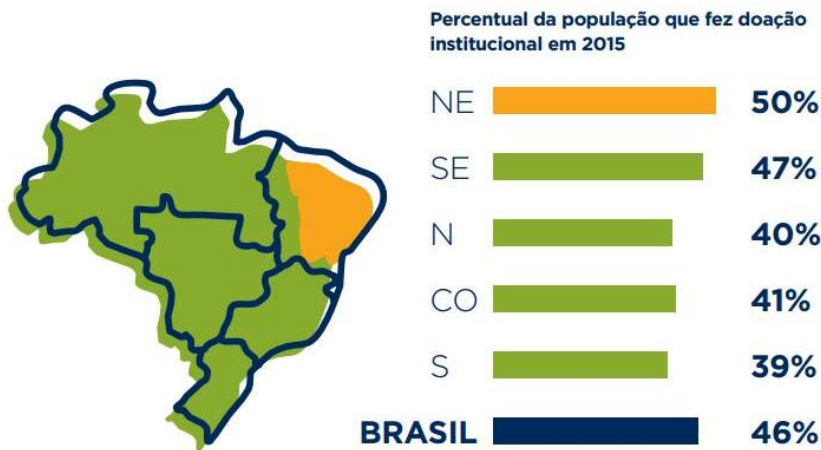 Percentual da população que fez doação
institucional em 2015
NE 50%
SE 47%
N 40%
CO 41%
S 39%
BRASIL 46%